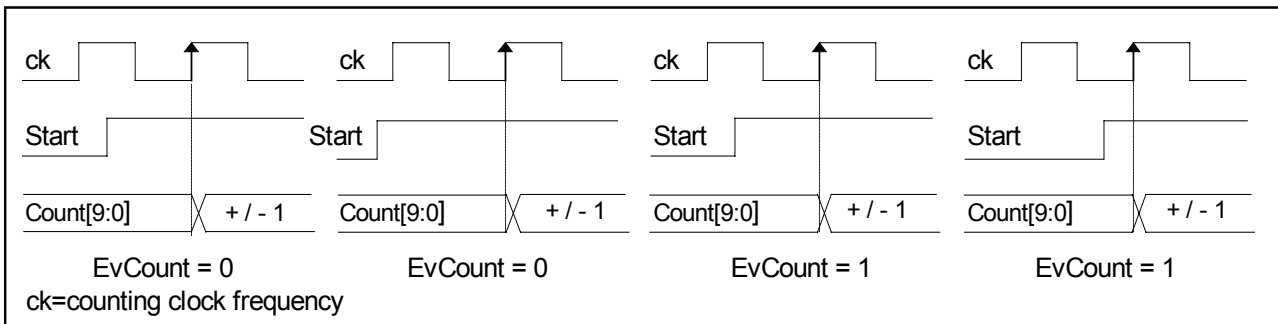 ck ck ck ck
Start Start Start Start
Count[9:0] + / - 1 Count[9:0] + / - 1 Count[9:0] + / - 1 Count[9:0] + / - 1
EvCount = 0 EvCount = 0 EvCount = 1 EvCount = 1
ck=counting clock frequency